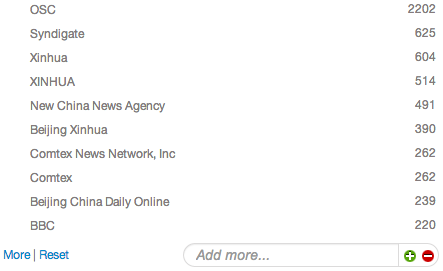 OSC 2202
Syndigate 625
Xinhua 604
XINHUA 514
New China News Agency 491
Beijing Xinhua 390
Comtex News Network, Inc 262
Comtex 262
Beijing China Daily Online 239
BBC 220
More | Reset Add more...